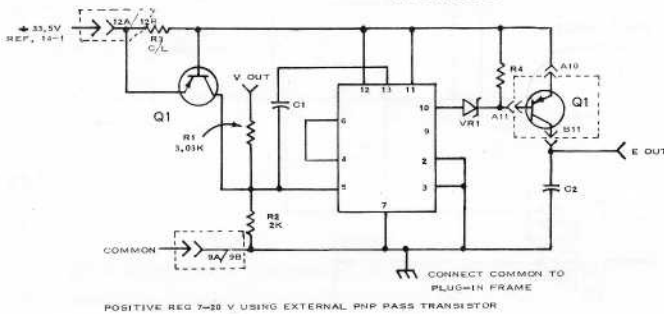 12A/12B
+ 33,5V
REF, 14-1
R3
C/L
Q1
V OUT
R1
3,03K
C1
12 13 11
6
4
5
7
10
9
2
3
VR1
R4
A11
A10
Q1
B11
E OUT
C2
R2
2K
COMMON
9A/9B
CONNECT COMMON TO
PLUG-IN FRAME
POSITIVE REG 7-20 V USING EXTERNAL PNP PASS TRANSISTOR